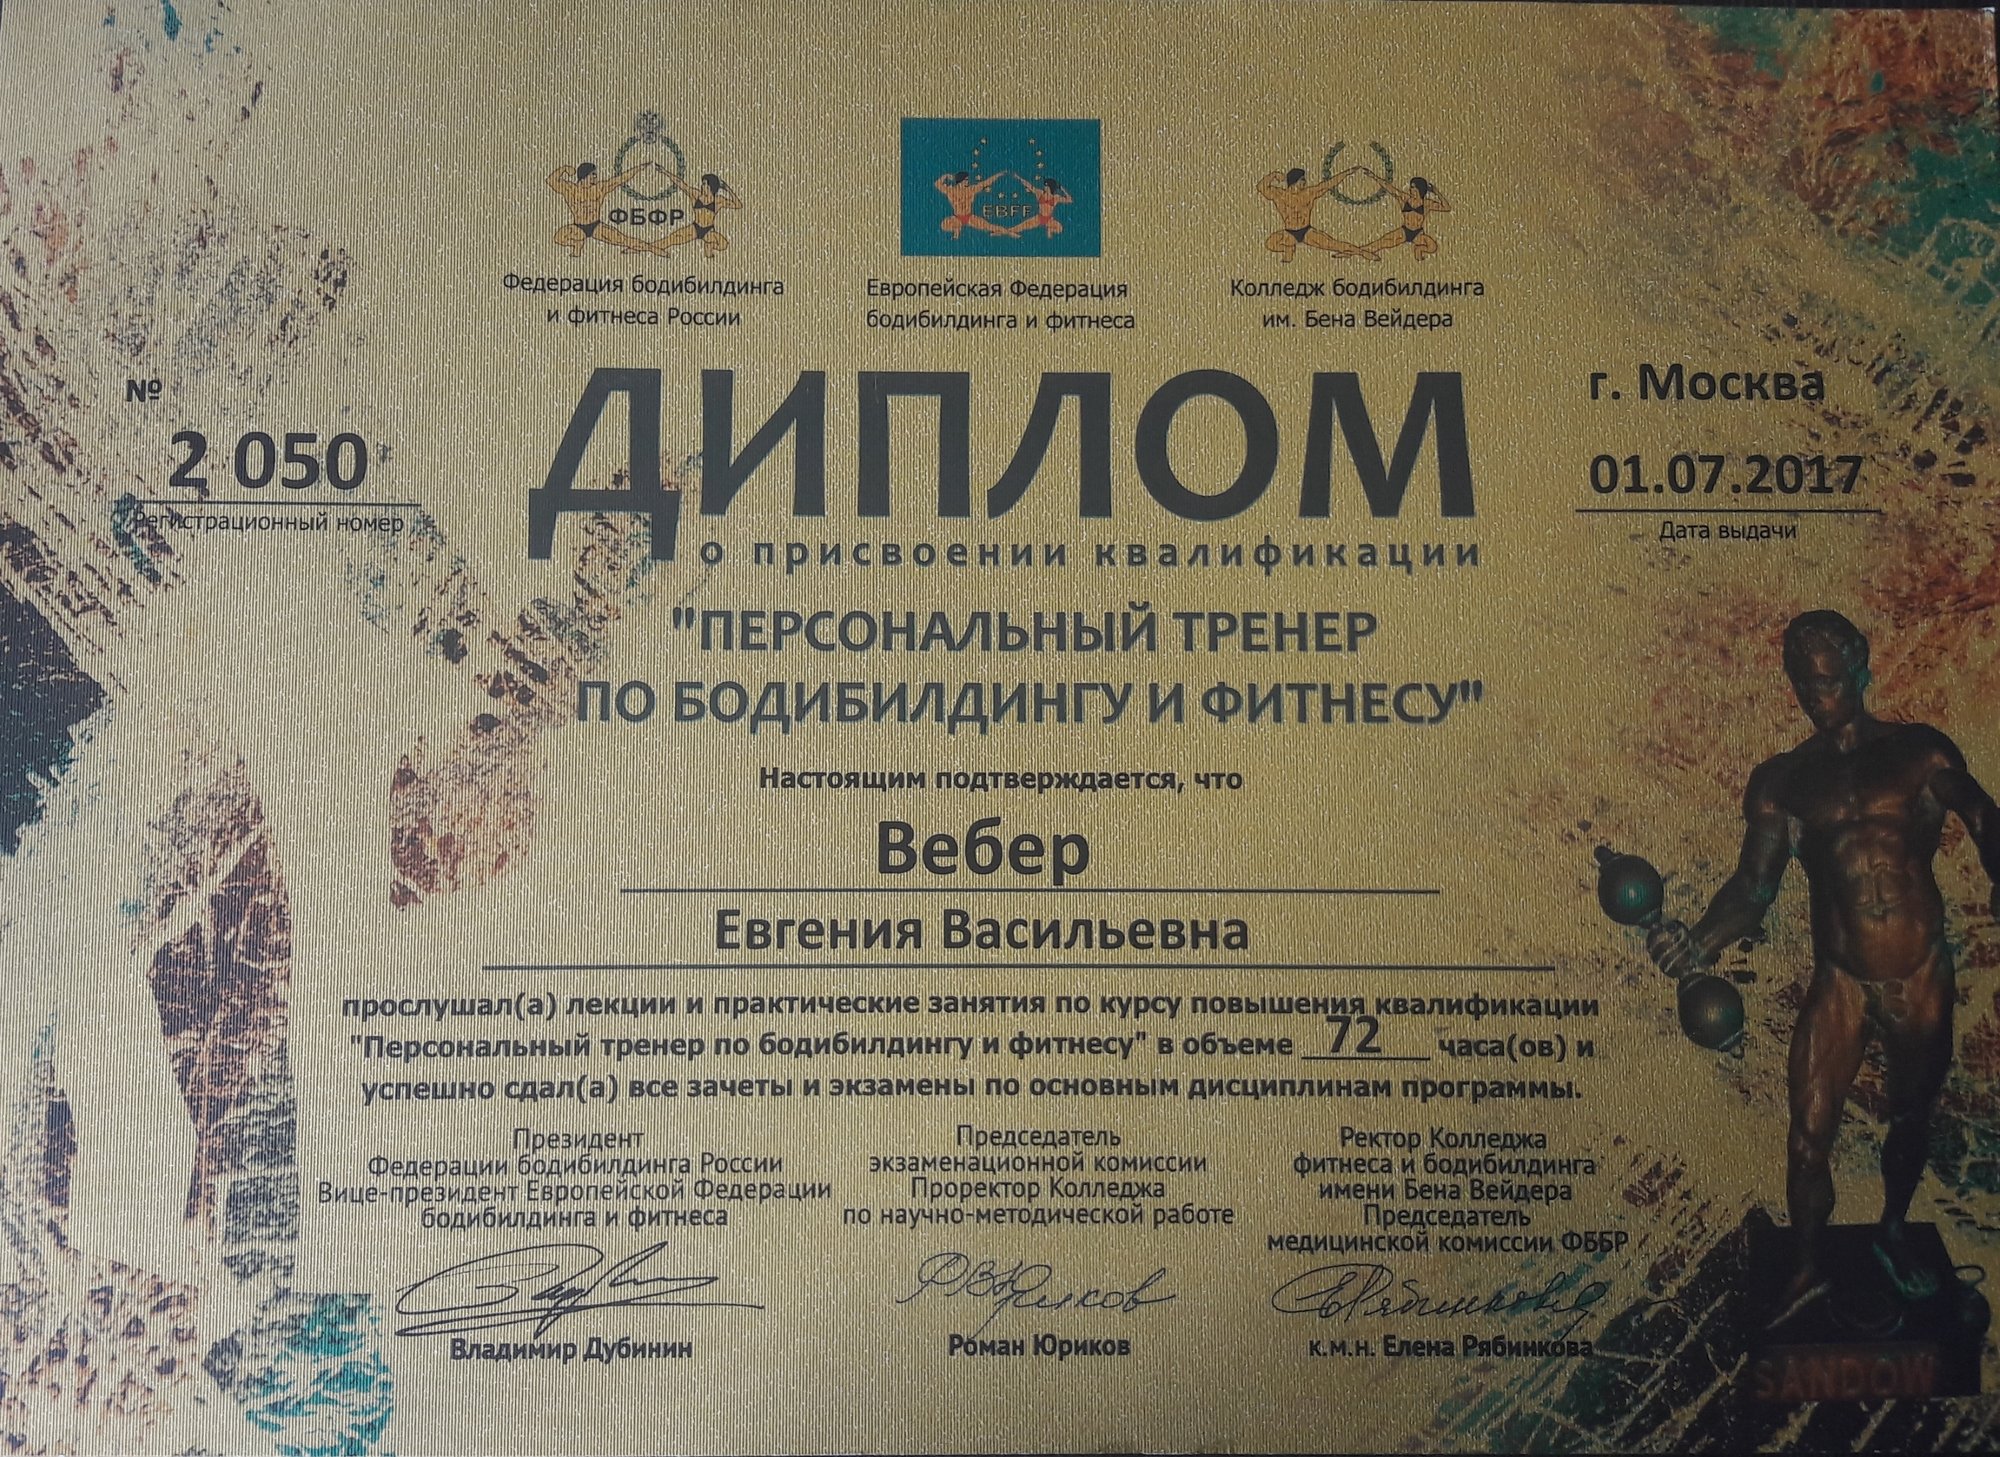 ФБФР
EBFF
Федерация бодибилдинга
и фитнеса России
Европейская Федерация
бодибилдинга и фитнеса
Колледж бодибилдинга
им. Бена Вейдера
№
2 050
Регистрационный номер
ДИПЛОМ
г. Москва
01.07.2017
Дата выдачи
о присвоении квалификации
"ПЕРСОНАЛЬНЫЙ ТРЕНЕР
ПО БОДИБИЛДИНГУ И ФИТНЕСУ"
Настоящим подтверждается, что
Вебер
Евгения Васильевна
прослушал(а) лекции и практические занятия по курсу повышения квалификации
"Персональный тренер по бодибилдингу и фитнесу" в объеме 72 часа(ов) и
успешно сдал(а) все зачеты и экзамены по основным дисциплинам программы.
Президент
Федерации бодибилдинга России
Вице-президент Европейской Федерации
бодибилдинга и фитнеса
Председатель
экзаменационной комиссии
Проректор Колледжа
по научно-методической работе
Ректор Колледжа
фитнеса и бодибилдинга
имени Бена Вейдера
Председатель
медицинской комиссии ФББР
Владимир Дубинин
Роман Юриков
к.м.н. Елена Рябинкова
SANDOW